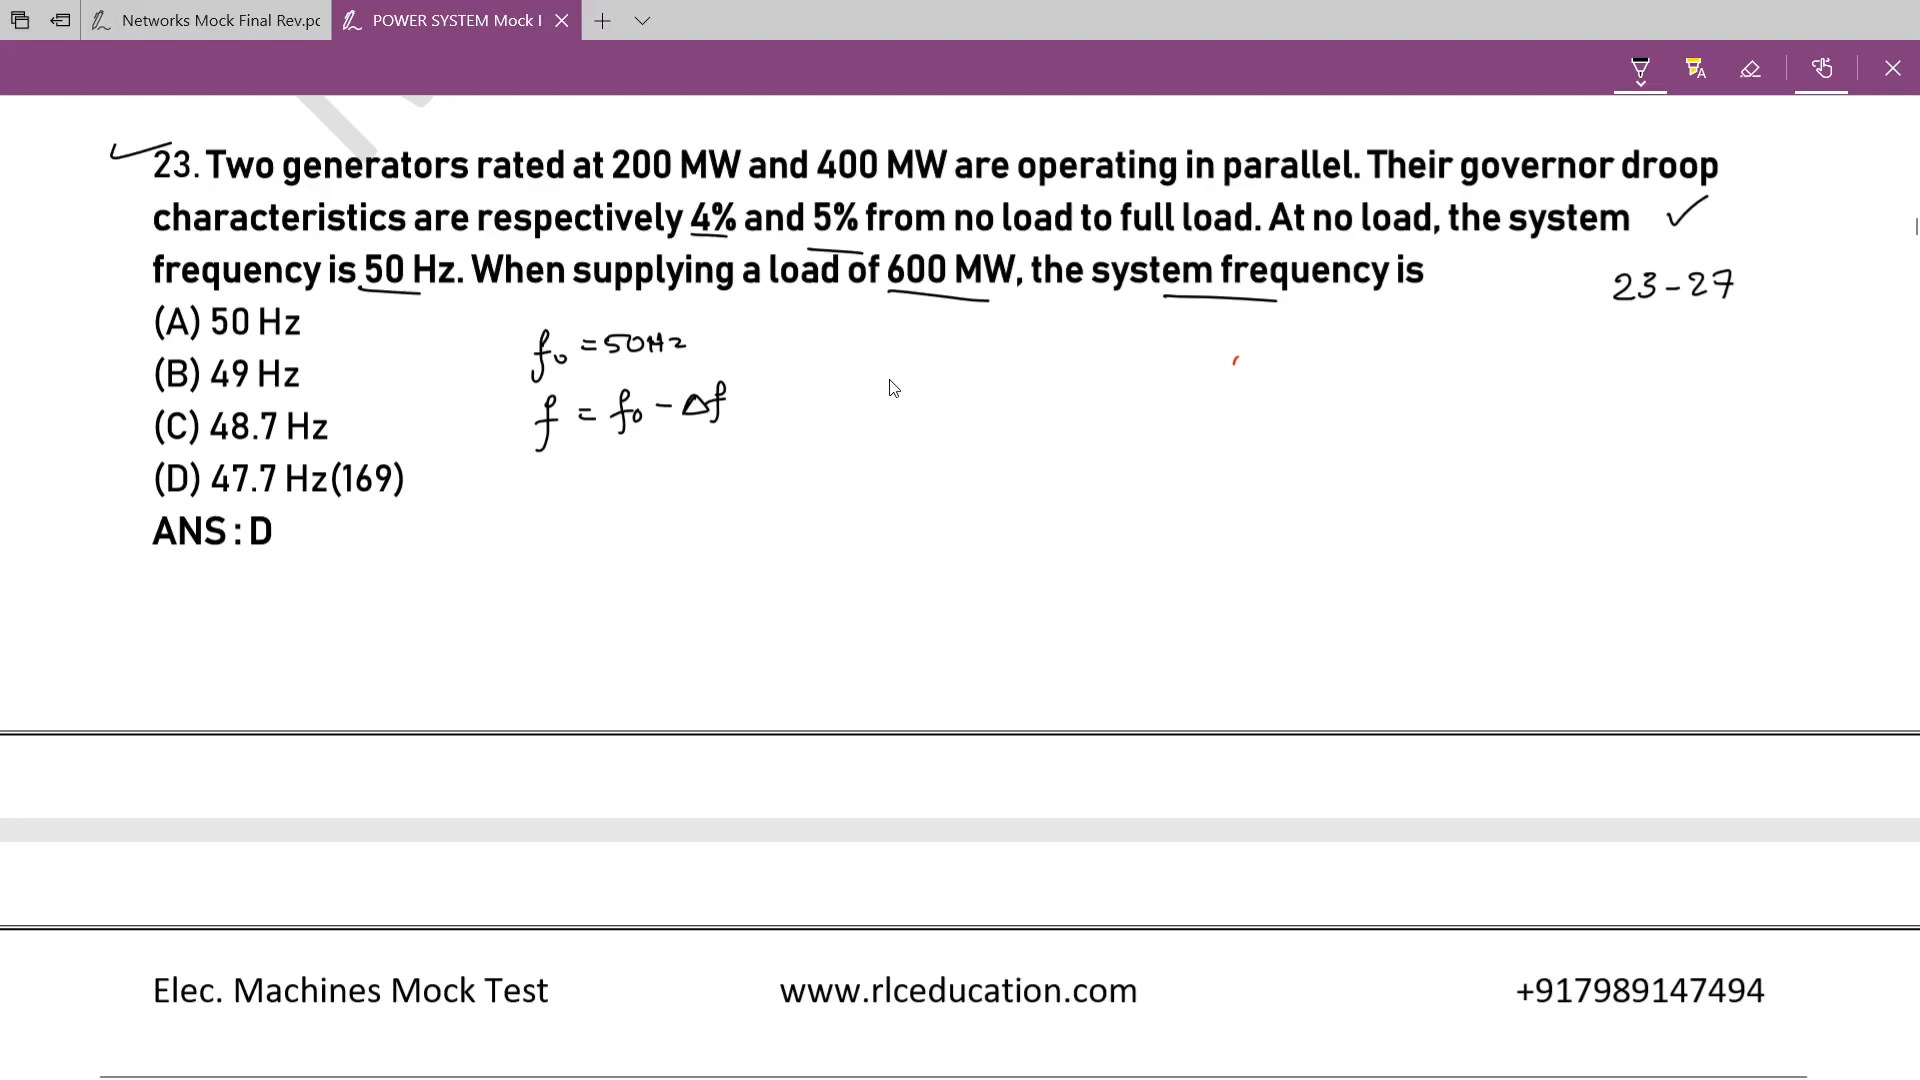 Networks Mock Final Rev.pd
POWER SYSTEM Mock I
23. Two generators rated at 200 MW and 400 MW are operating in parallel. Their governor droop
characteristics are respectively 4% and 5% from no load to full load. At no load, the system
frequency is 50 Hz. When supplying a load of 600 MW, the system frequency is
23-27
(A) 50 Hz
(B) 49 Hz
(C) 48.7 Hz
(D) 47.7 Hz(169)
ANS : D
f₀ = 50Hz
f = f₀ - Δf
Elec. Machines Mock Test
www.rlceducation.com
+917989147494